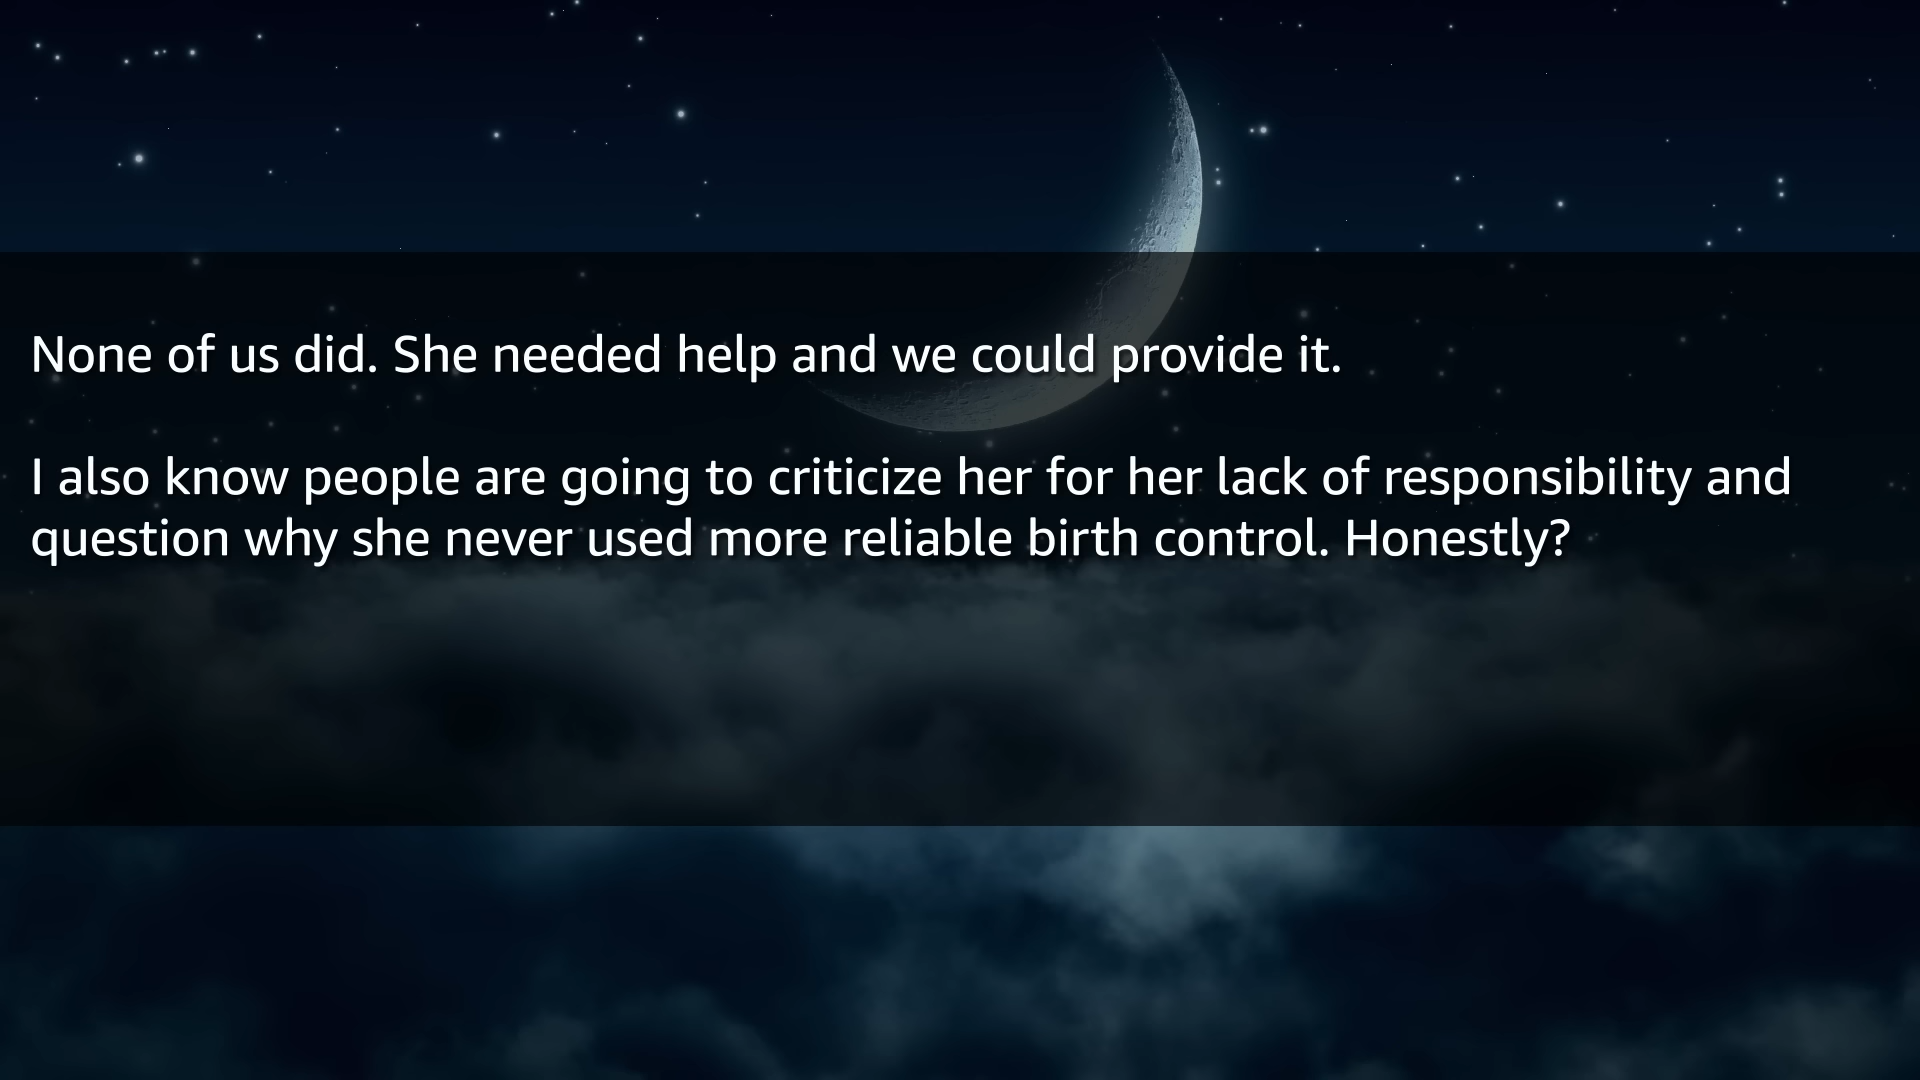 None of us did. She needed help and we could provide it.
I also know people are going to criticize her for her lack of responsibility and
question why she never used more reliable birth control. Honestly?